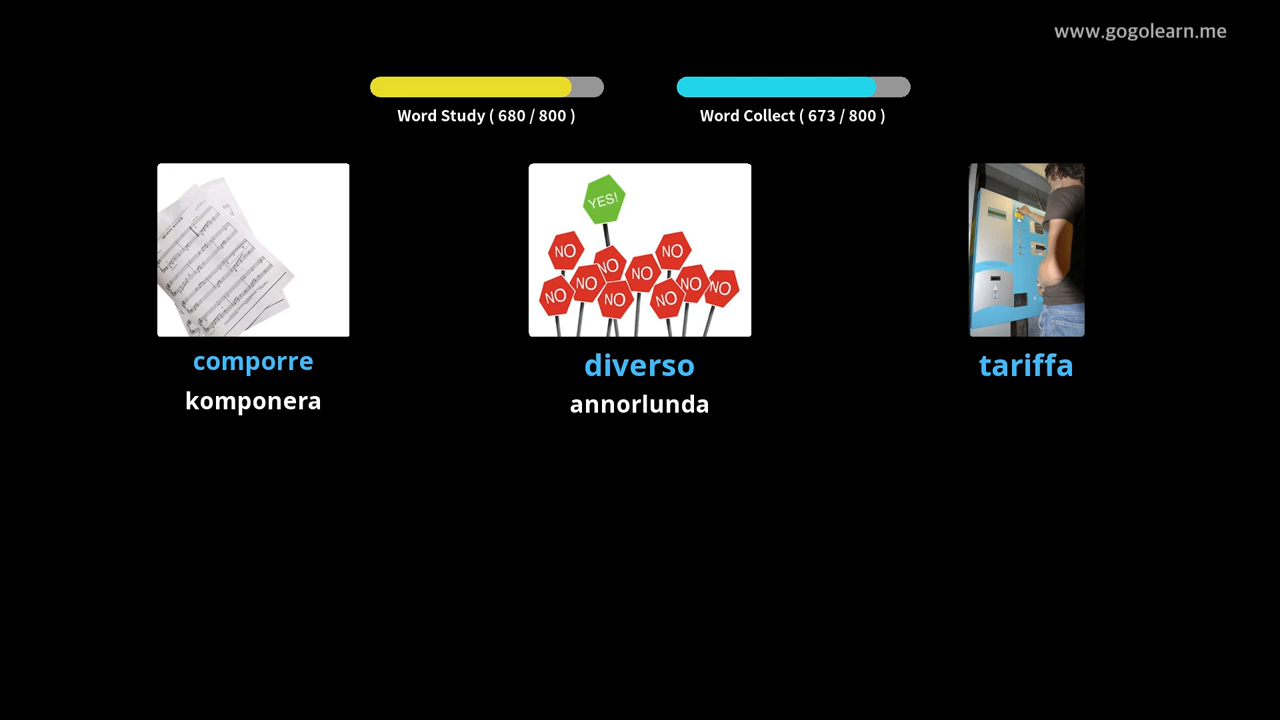 www.gogolearn.me
Word Study ( 680 / 800 )
Word Collect ( 673 / 800 )
YES!
NO
NO
NO
NO
NO
NO
NO
NO
NO
NO
comporre
diverso
tariffa
komponera
annorlunda